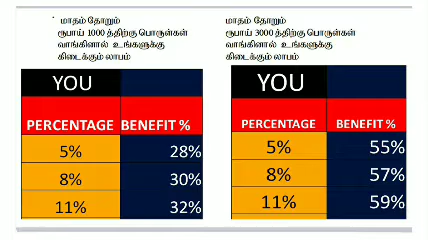 மாதம் தோறும்
ரூபாய் 1000 த்திற்கு பொருள்கள்
வாங்கினால் உங்களுக்கு
கிடைக்கும் லாபம்
YOU
PERCENTAGE BENEFIT %
5% 28%
8% 30%
11% 32%
மாதம் தோறும்
ரூபாய் 3000 த்திற்கு பொருள்கள்
வாங்கினால் உங்களுக்கு
கிடைக்கும் லாபம்
YOU
PERCENTAGE BENEFIT %
5% 55%
8% 57%
11% 59%